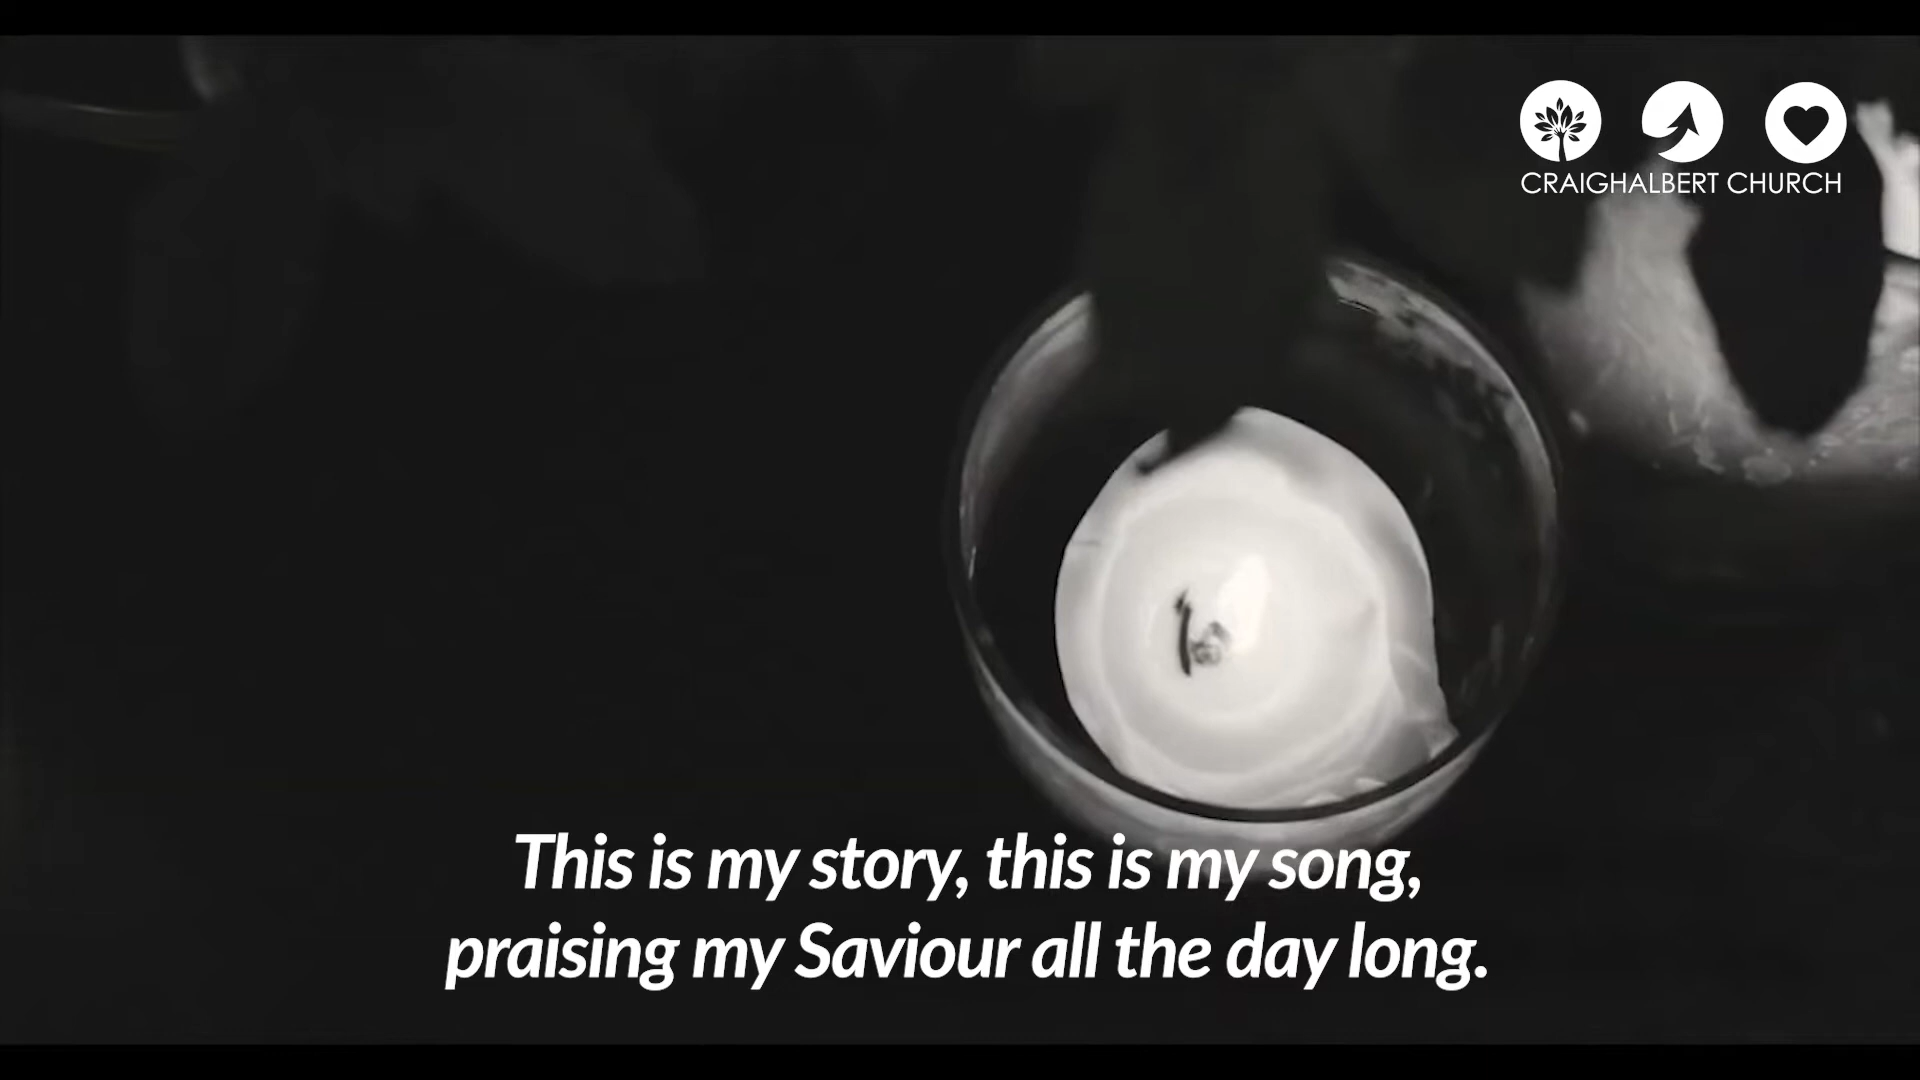 CRAIGHALBERT CHURCH
This is my story, this is my song,
praising my Saviour all the day long.